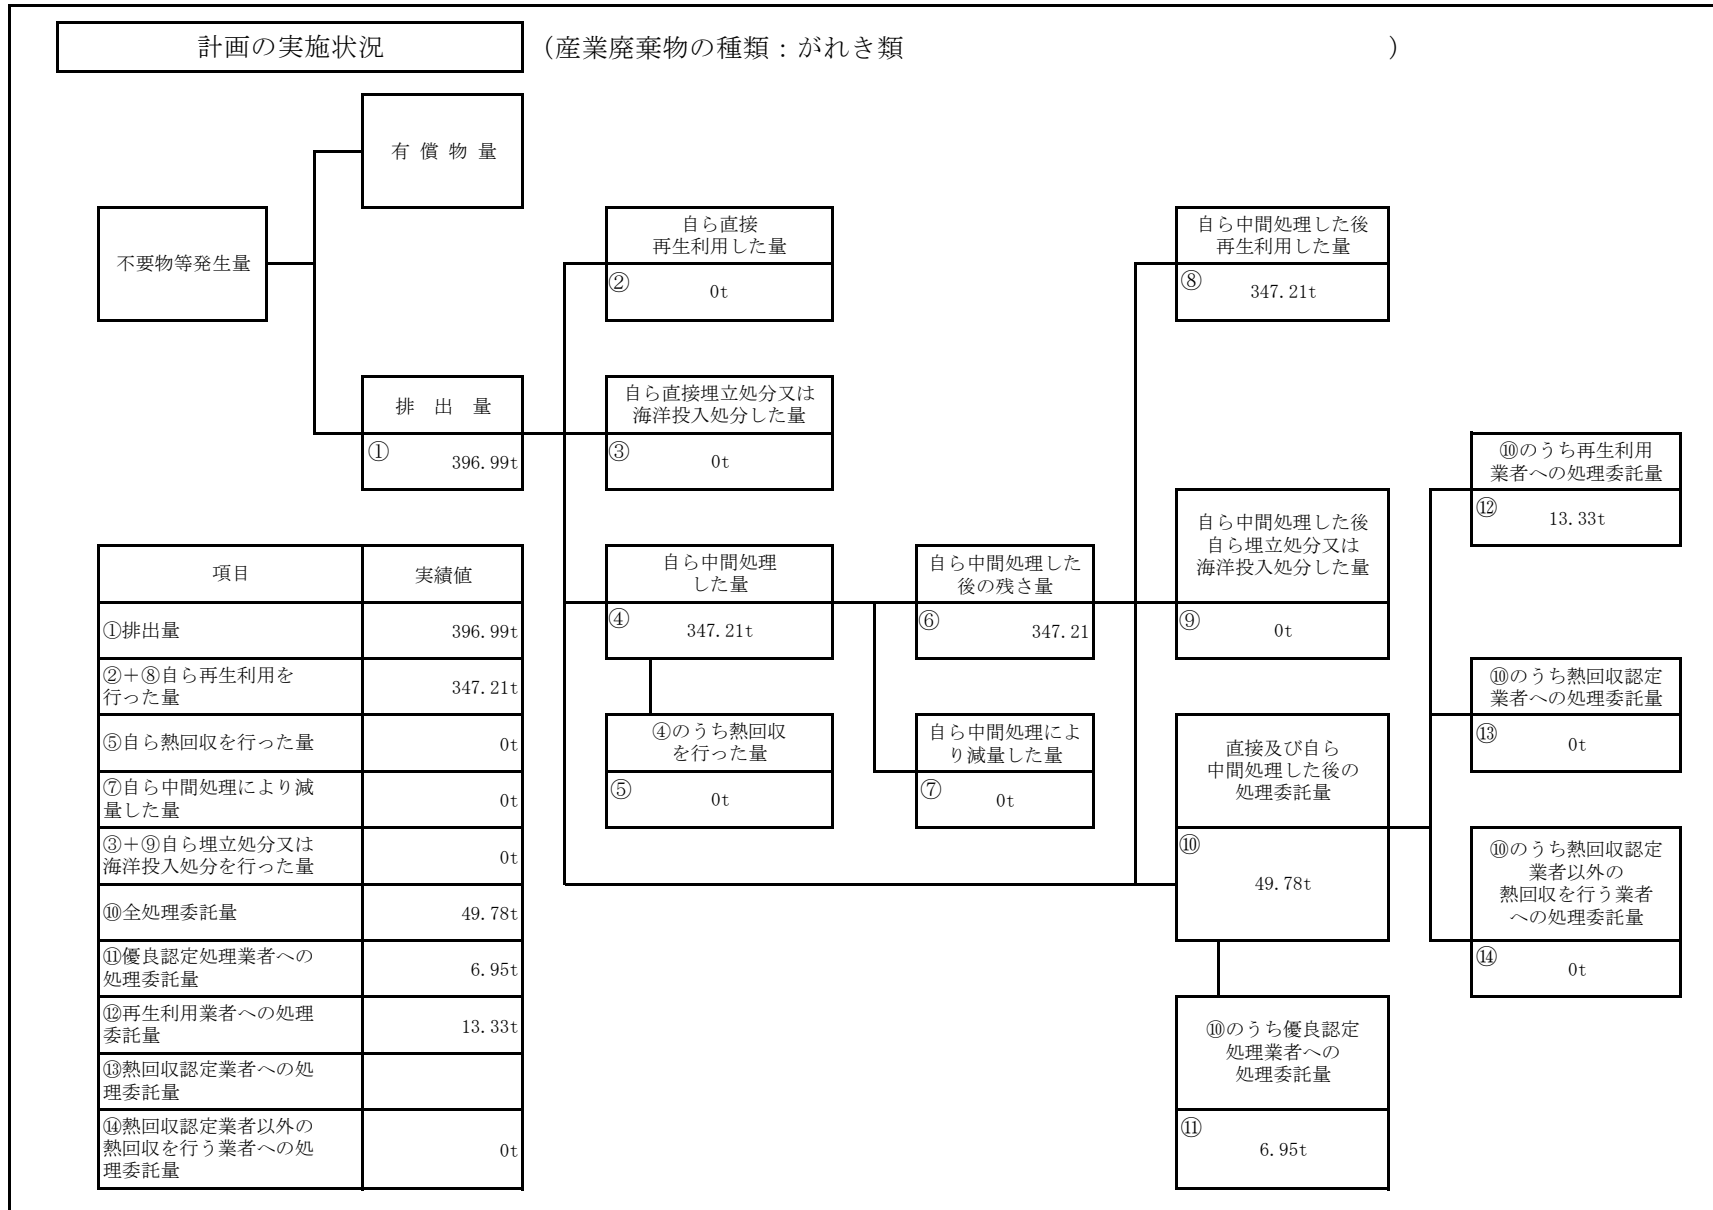 計画の実施状況
（産業廃棄物の種類：がれき類　　　　　　　　　　　　　　　　）
有 償 物 量
不要物等発生量
自ら直接
再生利用した量
②
0t
自ら中間処理した後
再生利用した量
⑧
347.21t
排 出 量
①
396.99t
自ら直接埋立処分又は
海洋投入処分した量
③
0t
⑩のうち再生利用
業者への処理委託量
⑫
13.33t
自ら中間処理した後
自ら埋立処分又は
海洋投入処分した量
⑨
0t
自ら中間処理
した量
④
347.21t
自ら中間処理した
後の残さ量
⑥
347.21
⑩のうち熱回収認定
業者への処理委託量
⑬
0t
④のうち熱回収
を行った量
⑤
0t
自ら中間処理によ
り減量した量
⑦
0t
直接及び自ら
中間処理した後の
処理委託量
⑩
49.78t
⑩のうち熱回収認定
業者以外の
熱回収を行う業者
への処理委託量
⑭
0t
⑩のうち優良認定
処理業者への
処理委託量
⑪
6.95t
項目
実績値
①排出量
396.99t
②＋⑧自ら再生利用を
行った量
347.21t
⑤自ら熱回収を行った量
0t
⑦自ら中間処理により減
量した量
0t
③＋⑨自ら埋立処分又は
海洋投入処分を行った量
0t
⑩全処理委託量
49.78t
⑪優良認定処理業者への
処理委託量
6.95t
⑫再生利用業者への処理
委託量
13.33t
⑬熱回収認定業者への処
理委託量
⑭熱回収認定業者以外の
熱回収を行う業者への処
理委託量
0t